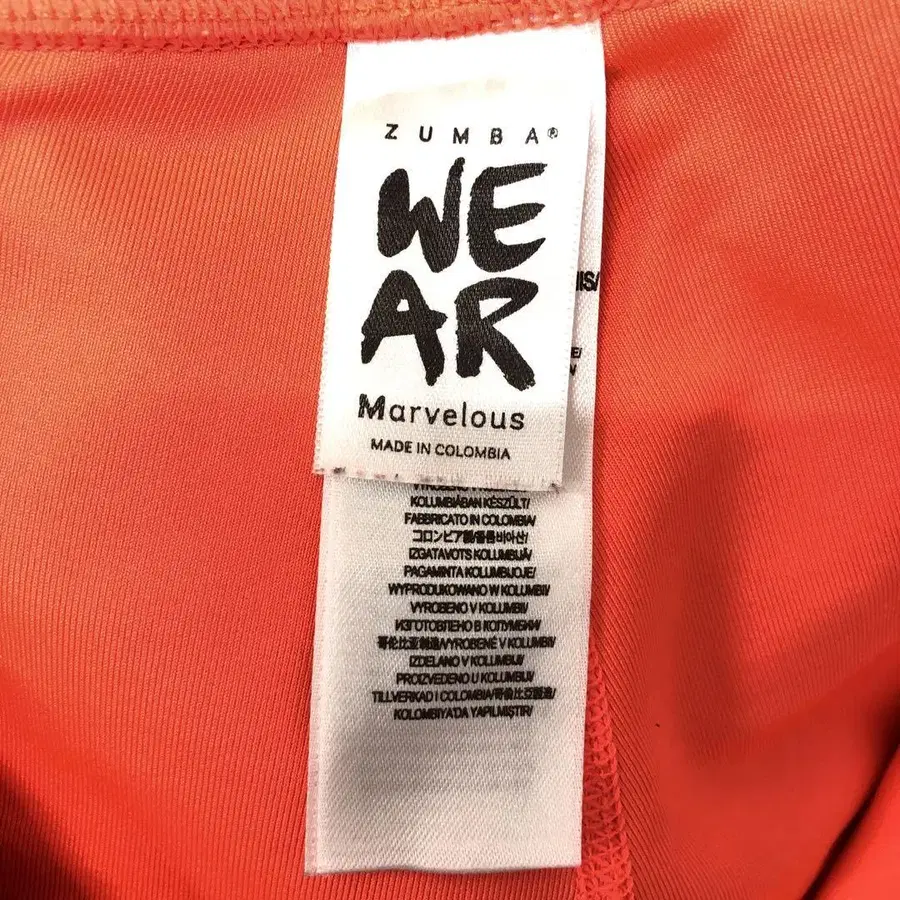 ZUMBA®
WE
AR
Marvelous
MADE IN COLOMBIA
KOLUMBIÁBAN KÉSZÜLT/
FABBRICATO IN COLOMBIA/
コロンビア製/콜롬비아산/
IZGATAVOTS KOLUMBIJĀ/
PAGAMINTA KOLUMBIJOJE/
WYPRODUKOWANO W KOLUMBII/
VYROBENO V KOLUMBII/
ИЗГОТОВЛЕНО В КОЛУМБИИ/
哥伦比亚制造/VYROBENÉ V KOLUMBII/
IZDELANO V KOLUMBIJI/
PROIZVEDENO U KOLUMBIJI/
TILLVERKAD I COLOMBIA/哥倫比亞製造/
KOLOMBIYA'DA YAPILMIŞTIR/